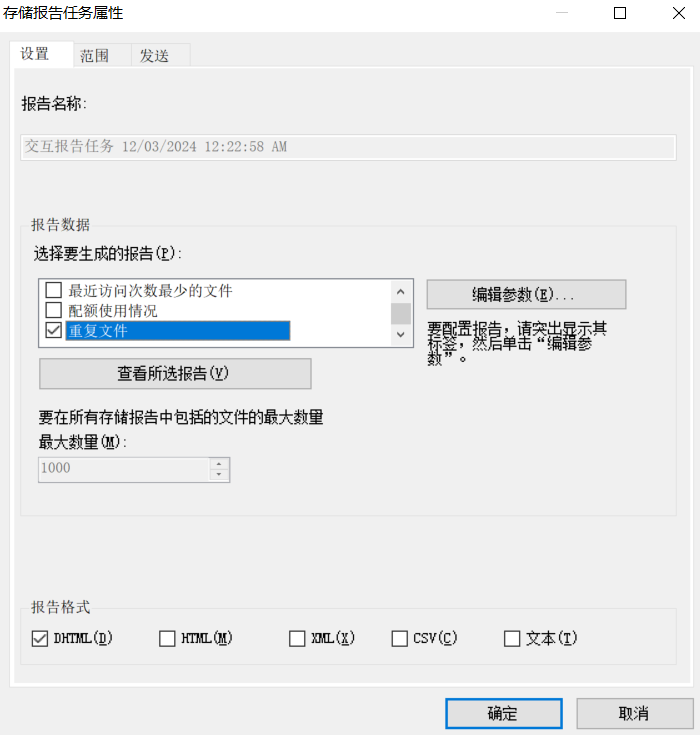 存储报告任务属性
设置 范围 发送
报告名称:
交互报告任务 12/03/2024 12:22:58 AM
报告数据
选择要生成的报告(P):
最近访问次数最少的文件
配额使用情况
重复文件
编辑参数(E)...
要配置报告，请突出显示其
标签，然后单击“编辑参
数”。
查看所选报告(V)
要在所有存储报告中包括的文件的最大数量
最大数量(M):
1000
报告格式
DHTML(D) HTML(M) XML(X) CSV(C) 文本(T)
确定 取消